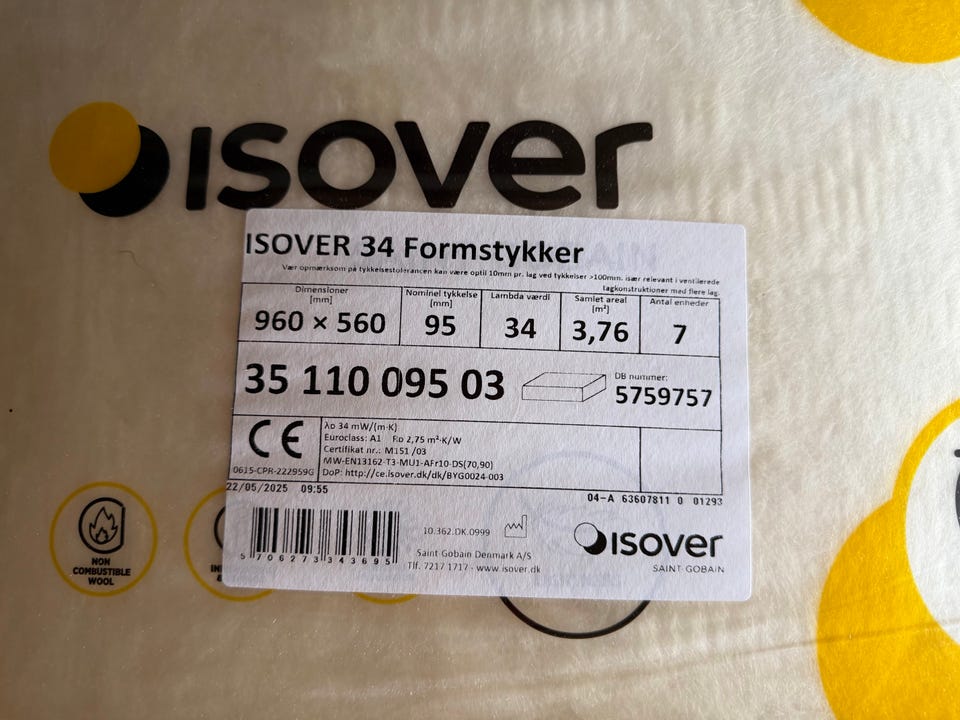 ISOVER
ISOVER 34 Formstykker
Vær opmærksom på tykkelsestolerancen kan være optil 10mm pr. lag ved tykkelser >100mm. især relevant i ventilerede
lagkonstruktioner med flere lag.
Dimensioner [mm] Nominel tykkelse [mm] Lambda værdi Samlet areal [m²] Antal enheder
960 × 560 95 34 3,76 7
35 110 095 03
DB nummer:
5759757
CE
0615-CPR-222959G
λD 34 mW/(m·K)
Euroclass: A1 RD 2,75 m²·K/W
Certifikat nr.: M151 /03
MW-EN13162-T3-MU1-AFr10-DS(70,90)
DoP: http://ce.isover.dk/dk/BYG0024-003
22/05/2025 09:55
04-A 63607811 0 01293
5 706273 343695
10.362.DK.0999
Saint-Gobain Denmark A/S
Tlf. 7217 1717 - www.isover.dk
ISOVER
SAINT-GOBAIN
NON
COMBUSTIBLE
WOOL